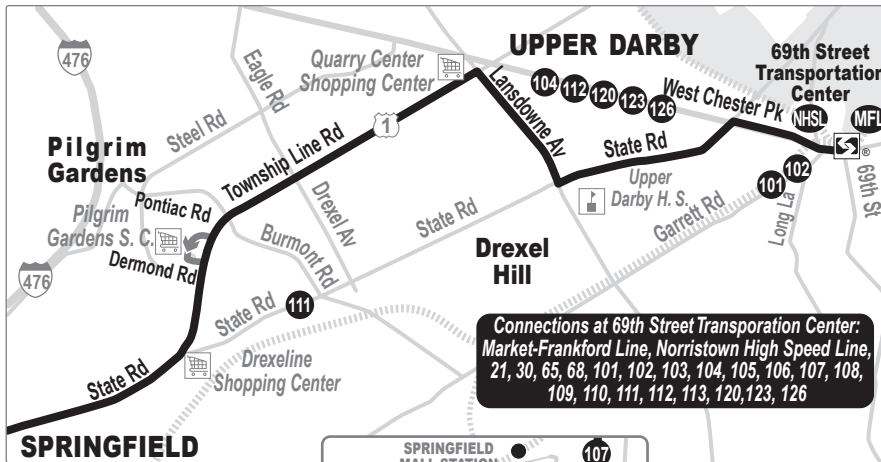 476
Eagle Rd
Quarry Center
Shopping Center
UPPER DARBY
69th Street
Transportation
Center
NHSL
MFL
104
112
120
123
126
West Chester Pk
Lansdowne Av
Steel Rd
Township Line Rd
1
State Rd
®
Pilgrim
Gardens
Pontiac Rd
Pilgrim
Gardens S. C.
Dermond Rd
Drexel Av
Burmont Rd
State Rd
Upper
Darby H. S.
Garrett Rd
101
102
Long La
69th St
476
Drexel
Hill
State Rd
111
Drexeline
Shopping Center
State Rd
Connections at 69th Street Transporation Center:
Market-Frankford Line, Norristown High Speed Line,
21, 30, 65, 68, 101, 102, 103, 104, 105, 106, 107, 108,
109, 110, 111, 112, 113, 120,123, 126
SPRINGFIELD
SPRINGFIELD
MALL STATION
107